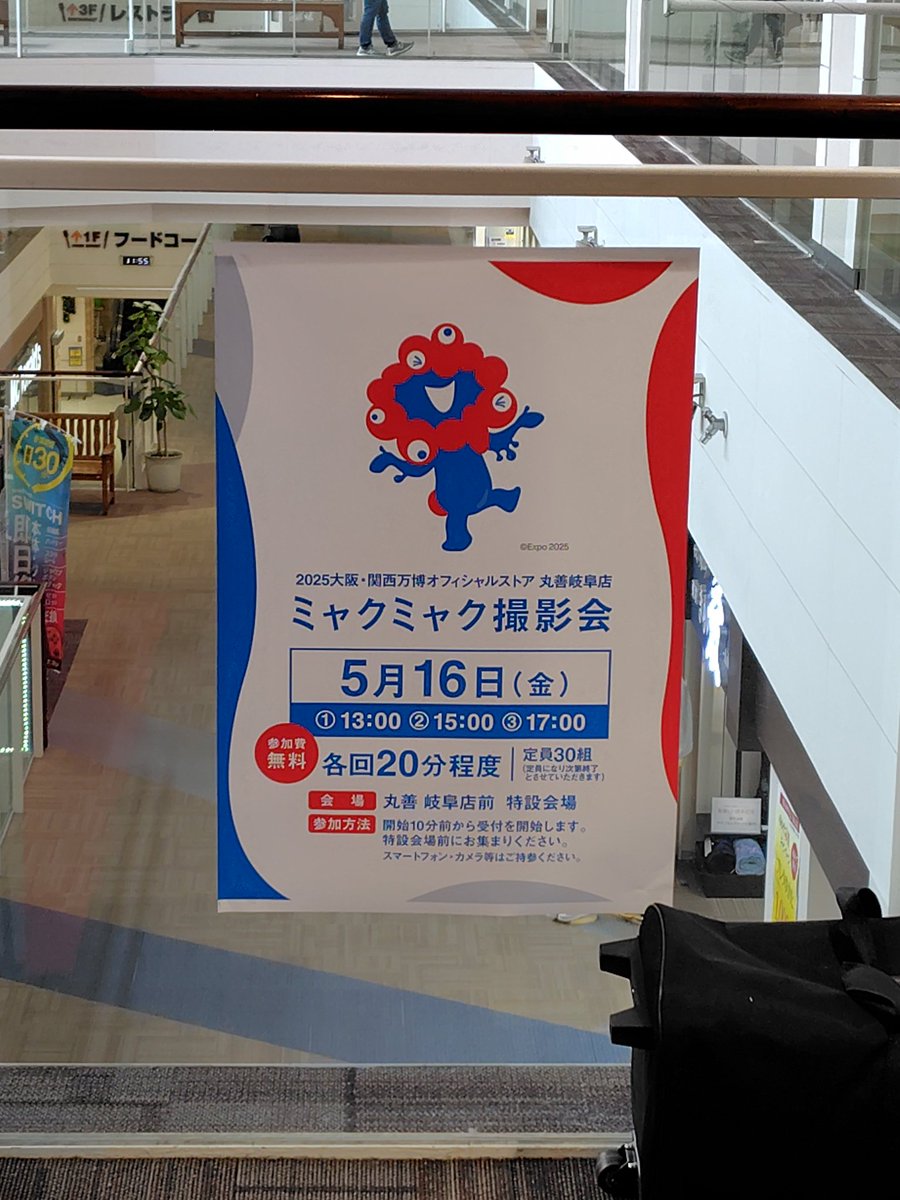 3F/レストラ
園
1F/フードコー
:55
30
SWITCH
©Expo 2025
2025大阪・関西万博オフィシャルストア 丸善岐阜店
ミャクミャク撮影会
5月16日(金)
①13:00 ②15:00 ③17:00
参加費
無料
各回20分程度
定員30組
(定員になり次第終了
とさせていただきます)
会場 丸善 岐阜店前 特設会場
参加方法 開始10分前から受付を開始します。
特設会場前にお集まりください。
スマートフォン・カメラ等はご持参ください。